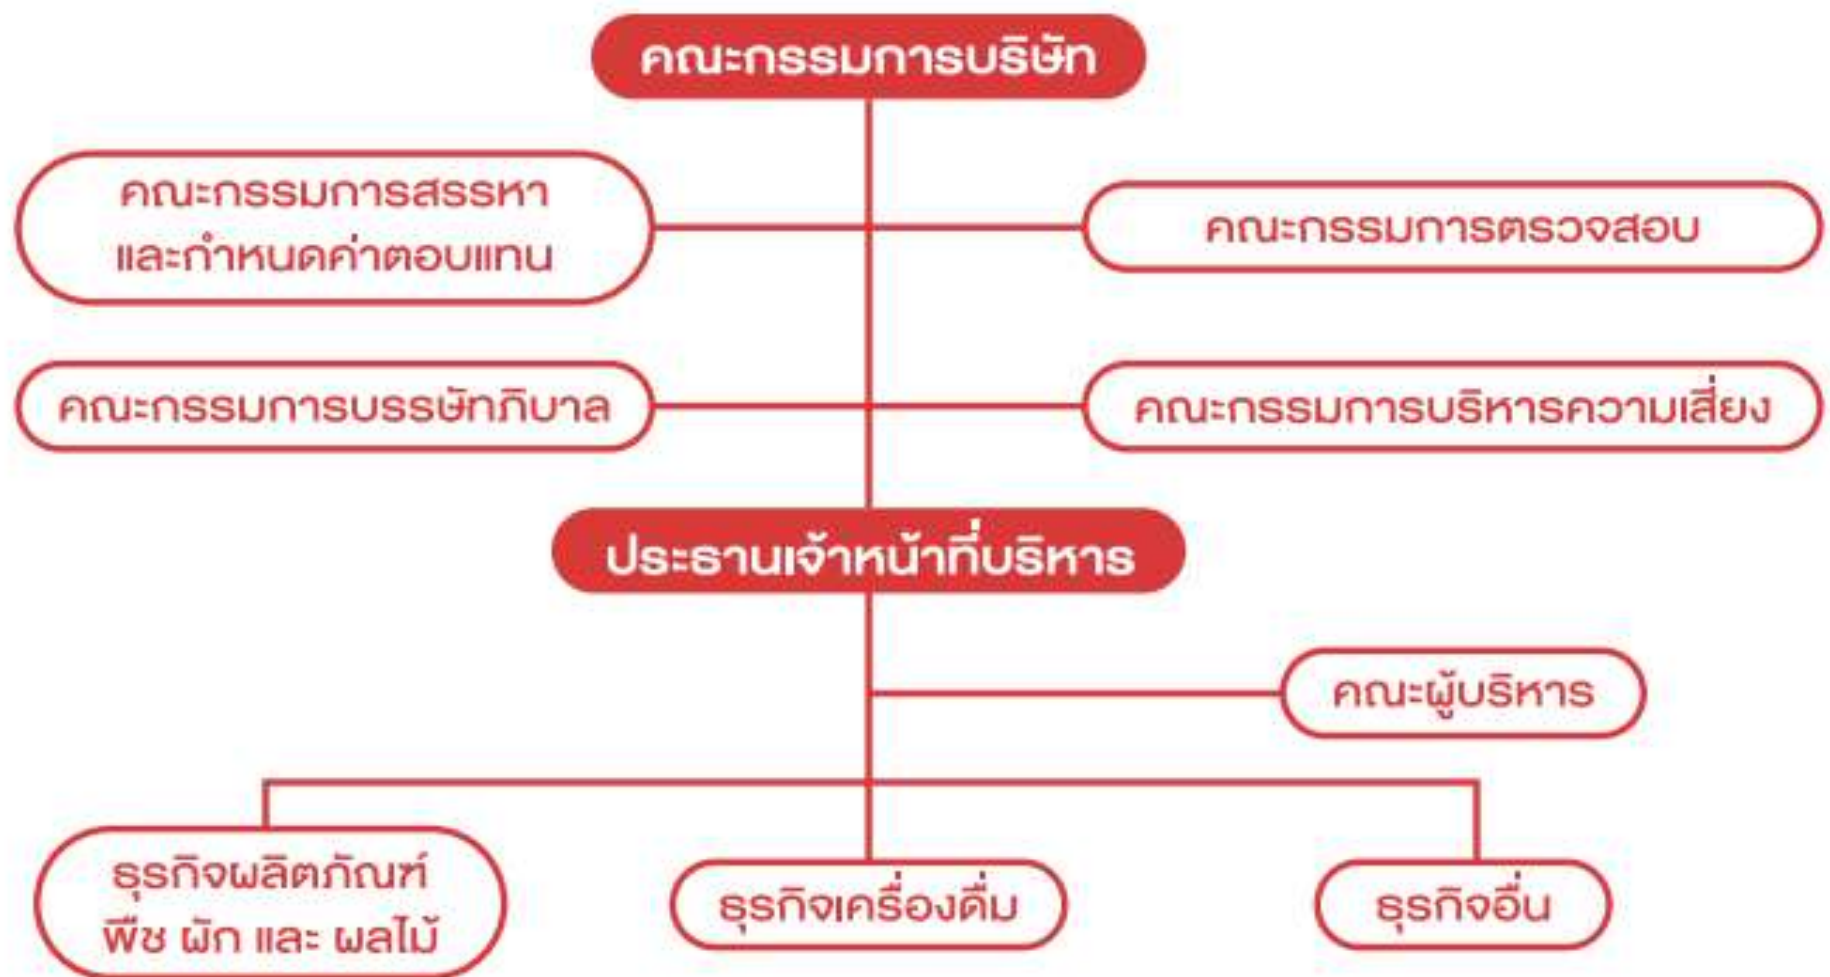 คณะกรรมการบริษัท
คณะกรรมการสรรหา
และกำหนดค่าตอบแทน
คณะกรรมการตรวจสอบ
คณะกรรมการบรรษัทภิบาล
คณะกรรมการบริหารความเสี่ยง
ประธานเจ้าหน้าที่บริหาร
คณะผู้บริหาร
ธุรกิจผลิตภัณฑ์
พืช ผัก และ ผลไม้
ธุรกิจเครื่องดื่ม
ธุรกิจอื่น